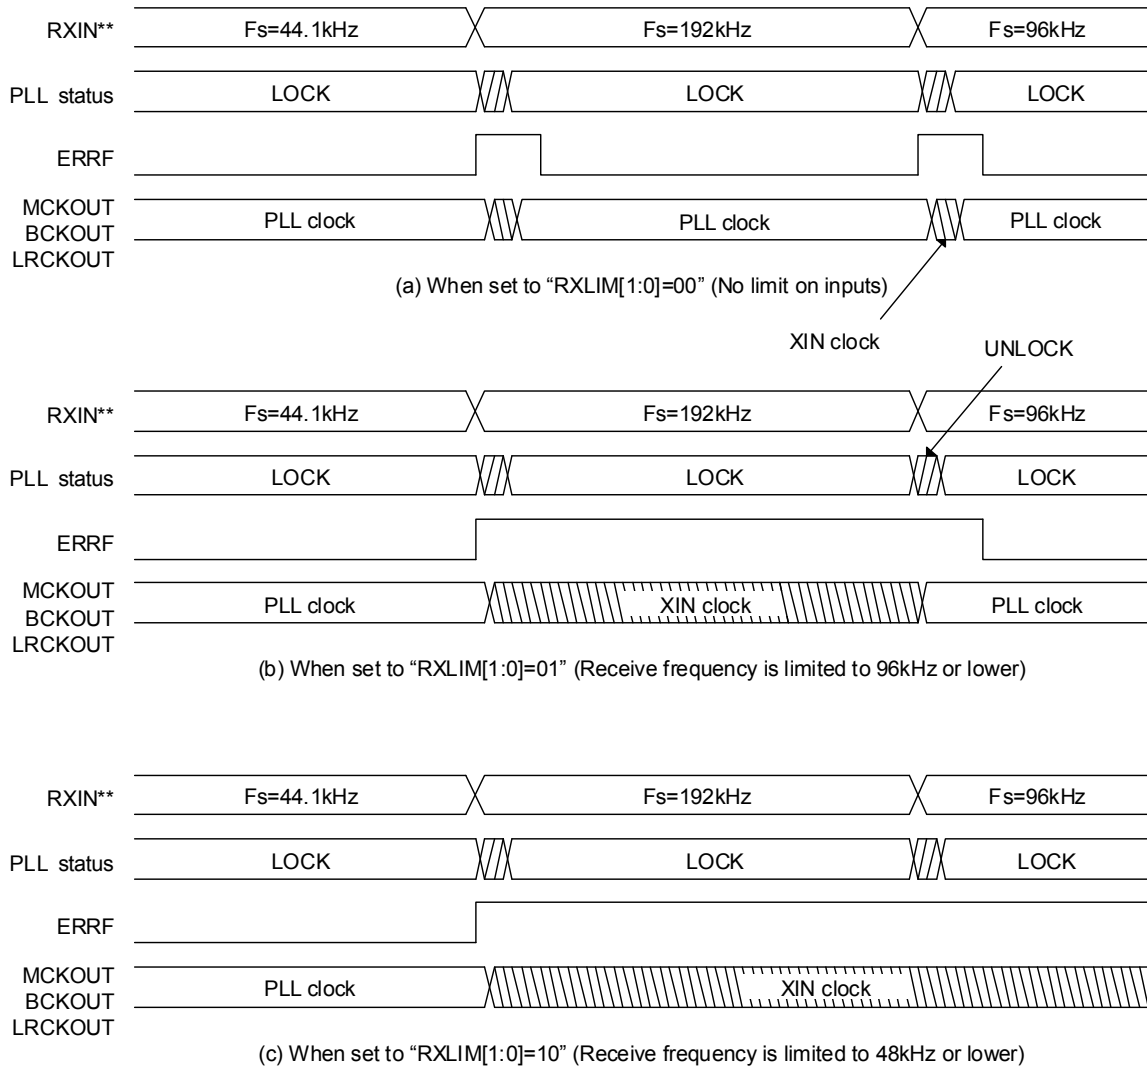 RXIN** Fs=44.1kHz Fs=192kHz Fs=96kHz
PLL status LOCK LOCK LOCK
ERRF
MCKOUT
BCKOUT
LRCKOUT
PLL clock PLL clock PLL clock
(a) When set to “RXLIM[1:0]=00” (No limit on inputs)
XIN clock
UNLOCK
RXIN** Fs=44.1kHz Fs=192kHz Fs=96kHz
PLL status LOCK LOCK LOCK
ERRF
MCKOUT
BCKOUT
LRCKOUT
PLL clock XIN clock PLL clock
(b) When set to “RXLIM[1:0]=01” (Receive frequency is limited to 96kHz or lower)
RXIN** Fs=44.1kHz Fs=192kHz Fs=96kHz
PLL status LOCK LOCK LOCK
ERRF
MCKOUT
BCKOUT
LRCKOUT
PLL clock XIN clock
(c) When set to “RXLIM[1:0]=10” (Receive frequency is limited to 48kHz or lower)